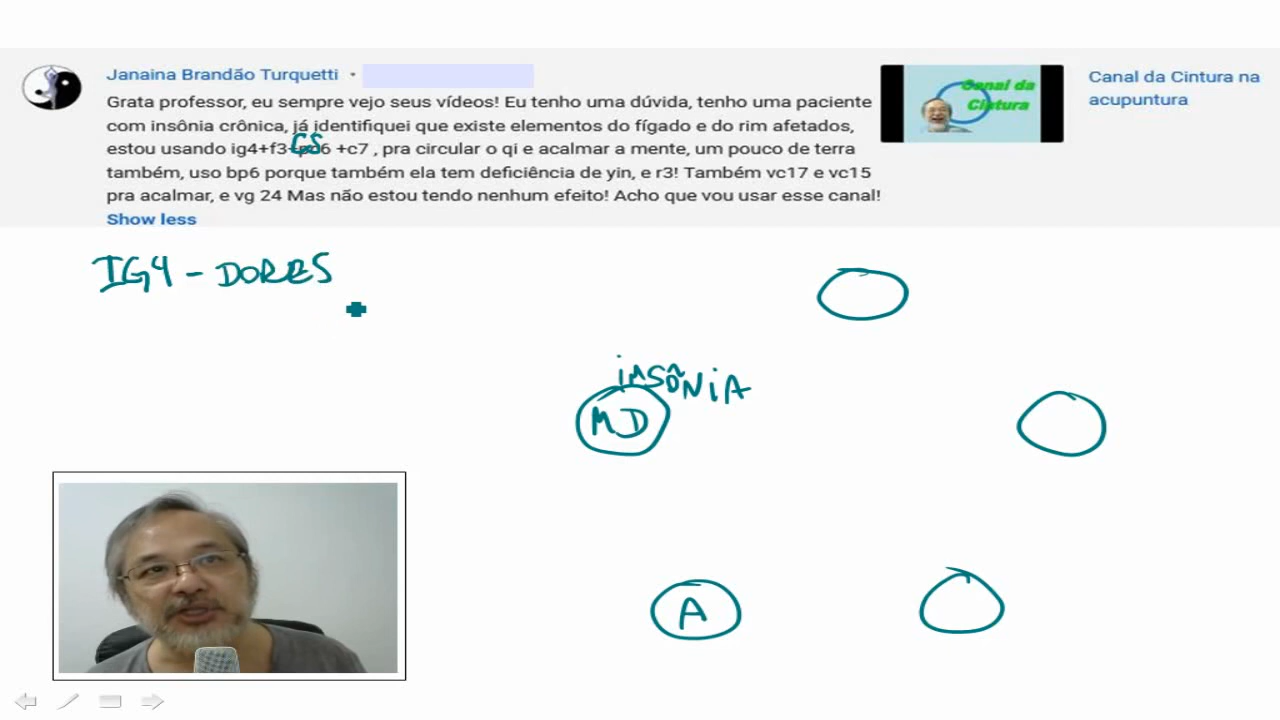 Janaina Brandão Turquetti •
Grata professor, eu sempre vejo seus vídeos! Eu tenho uma dúvida, tenho uma paciente
com insônia crônica, já identifiquei que existe elementos do fígado e do rim afetados,
estou usando ig4+f3+pc6 +c7 , pra circular o qi e acalmar a mente, um pouco de terra
CS
também, uso bp6 porque também ela tem deficiência de yin, e r3! Também vc17 e vc15
pra acalmar, e vg 24 Mas não estou tendo nenhum efeito! Acho que vou usar esse canal!
Show less
Canal da
Cintura
Canal da Cintura na
acupuntura
IG4 - DORES
iNSÔNiA
MD
A